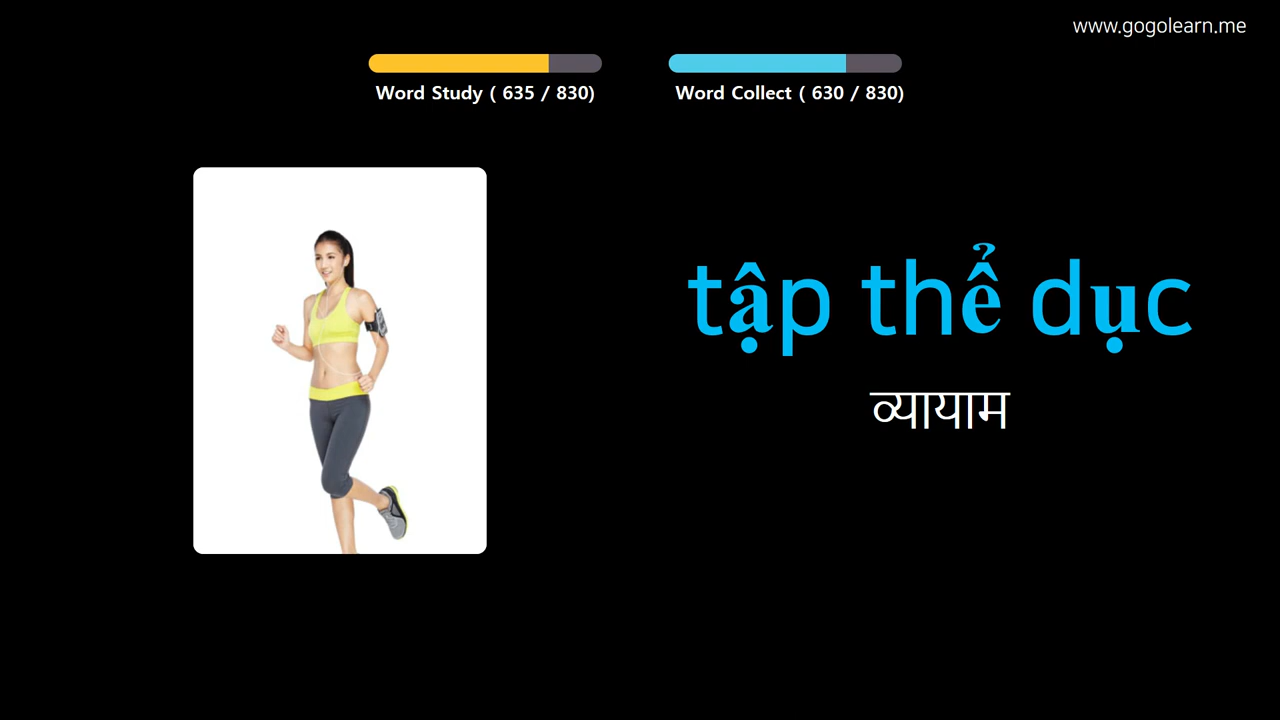 www.gogolearn.me
Word Study ( 635 / 830)
Word Collect ( 630 / 830)
tập thể dục
व्यायाम